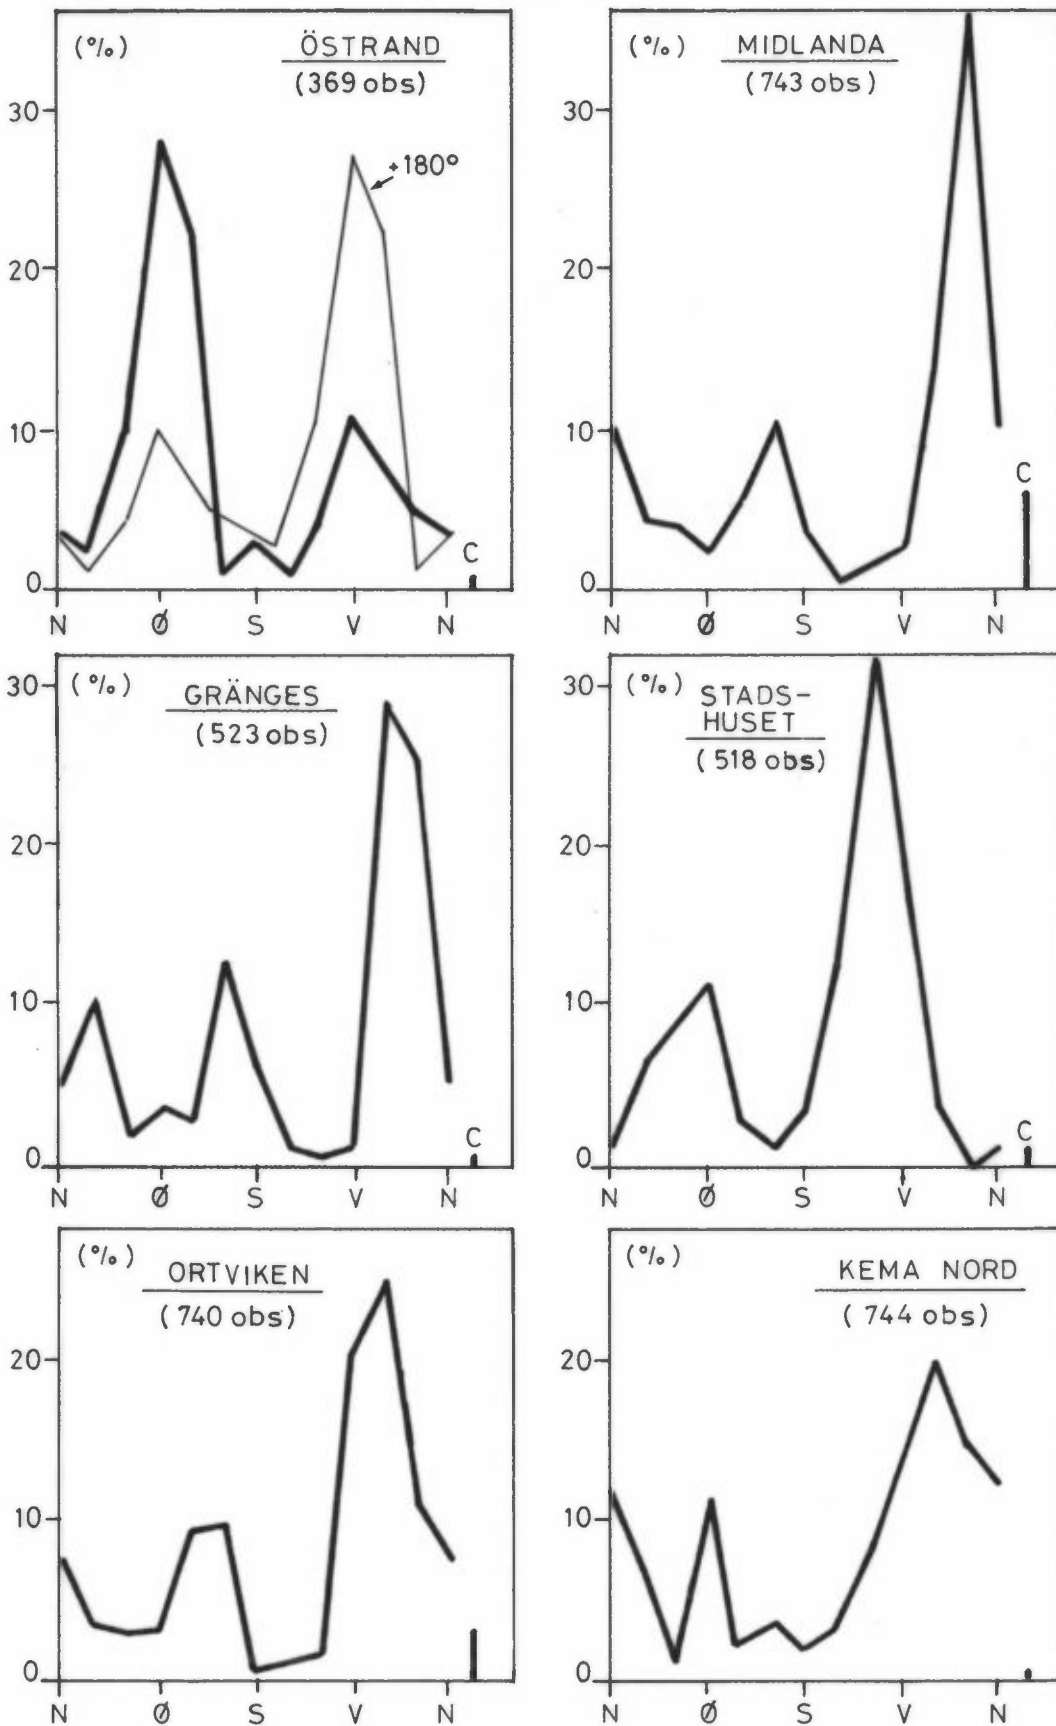 (%)
ÖSTRAND
(369 obs)
+180°
30
20
10
0
C
N Ø S V N
(%)
MIDLANDA
(743 obs)
30
20
10
0
C
N Ø S V N
(%)
GRÄNGES
(523 obs)
30
20
10
0
C
N Ø S V N
(%)
STADS-
HUSET
(518 obs)
30
20
10
0
C
N Ø S V N
(%)
ORTVIKEN
(740 obs)
20
10
0
N Ø S V N
(%)
KEMA NORD
(744 obs)
20
10
0
N Ø S V N